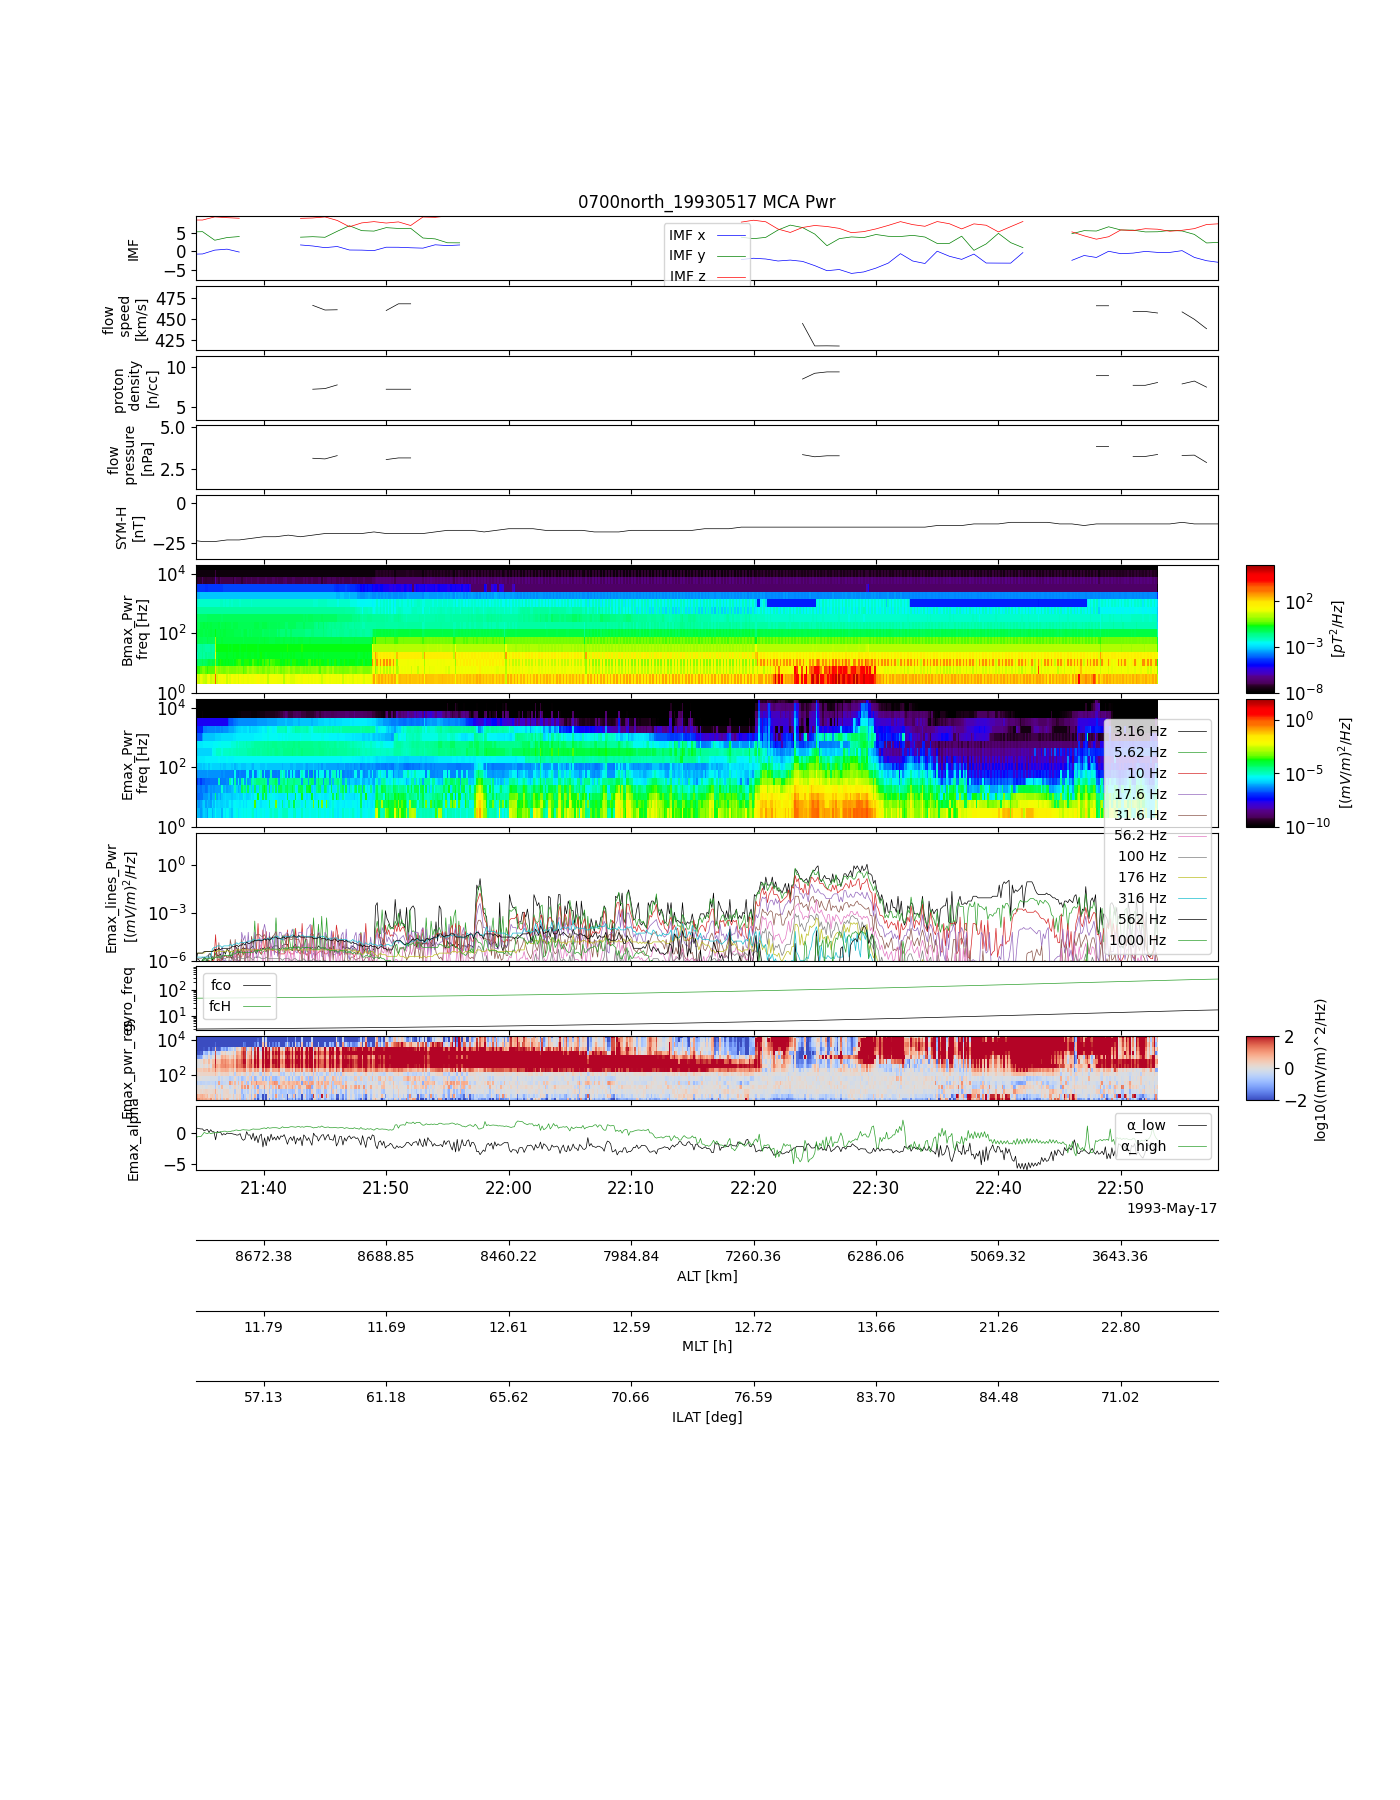 0700north_19930517 MCA Pwr
IMF
5
0
−5
IMF x
IMF y
IMF z
flow speed [km/s]
475
450
425
proton density [n/cc]
10
5
flow pressure [nPa]
5.0
2.5
SYM-H [nT]
0
−25
Bmax_Pwr freq [Hz]
10^4
10^2
10^0
10^2
10^−3
10^−8
[pT^2/Hz]
Emax_Pwr freq [Hz]
10^4
10^2
10^0
10^0
10^−5
10^−10
[(mV/m)^2/Hz]
3.16 Hz
5.62 Hz
10 Hz
17.6 Hz
31.6 Hz
56.2 Hz
100 Hz
176 Hz
316 Hz
562 Hz
1000 Hz
Emax_lines_Pwr [(mV/m)^2/Hz]
10^0
10^−3
10^−6
gyro_freq
10^2
10^1
fco
fcH
Emax_pwr_reg
10^4
10^2
2
0
−2
log10((mV/m)^2/Hz)
Emax_alpha
0
−5
α_low
α_high
21:40 21:50 22:00 22:10 22:20 22:30 22:40 22:50
1993-May-17
8672.38 8688.85 8460.22 7984.84 7260.36 6286.06 5069.32 3643.36
ALT [km]
11.79 11.69 12.61 12.59 12.72 13.66 21.26 22.80
MLT [h]
57.13 61.18 65.62 70.66 76.59 83.70 84.48 71.02
ILAT [deg]